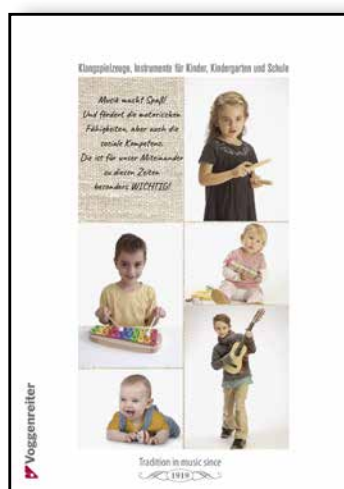 Klangspielzeuge, Instrumente für Kinder, Kindergarten und Schule
Musik macht Spaß!
Und fördert die motorischen
Fähigkeiten, aber auch die
soziale Kompetenz.
Die ist für unser Miteinander
zu diesen Zeiten
besonders WICHTIG!
Voggenreiter
Tradition in music since
1919